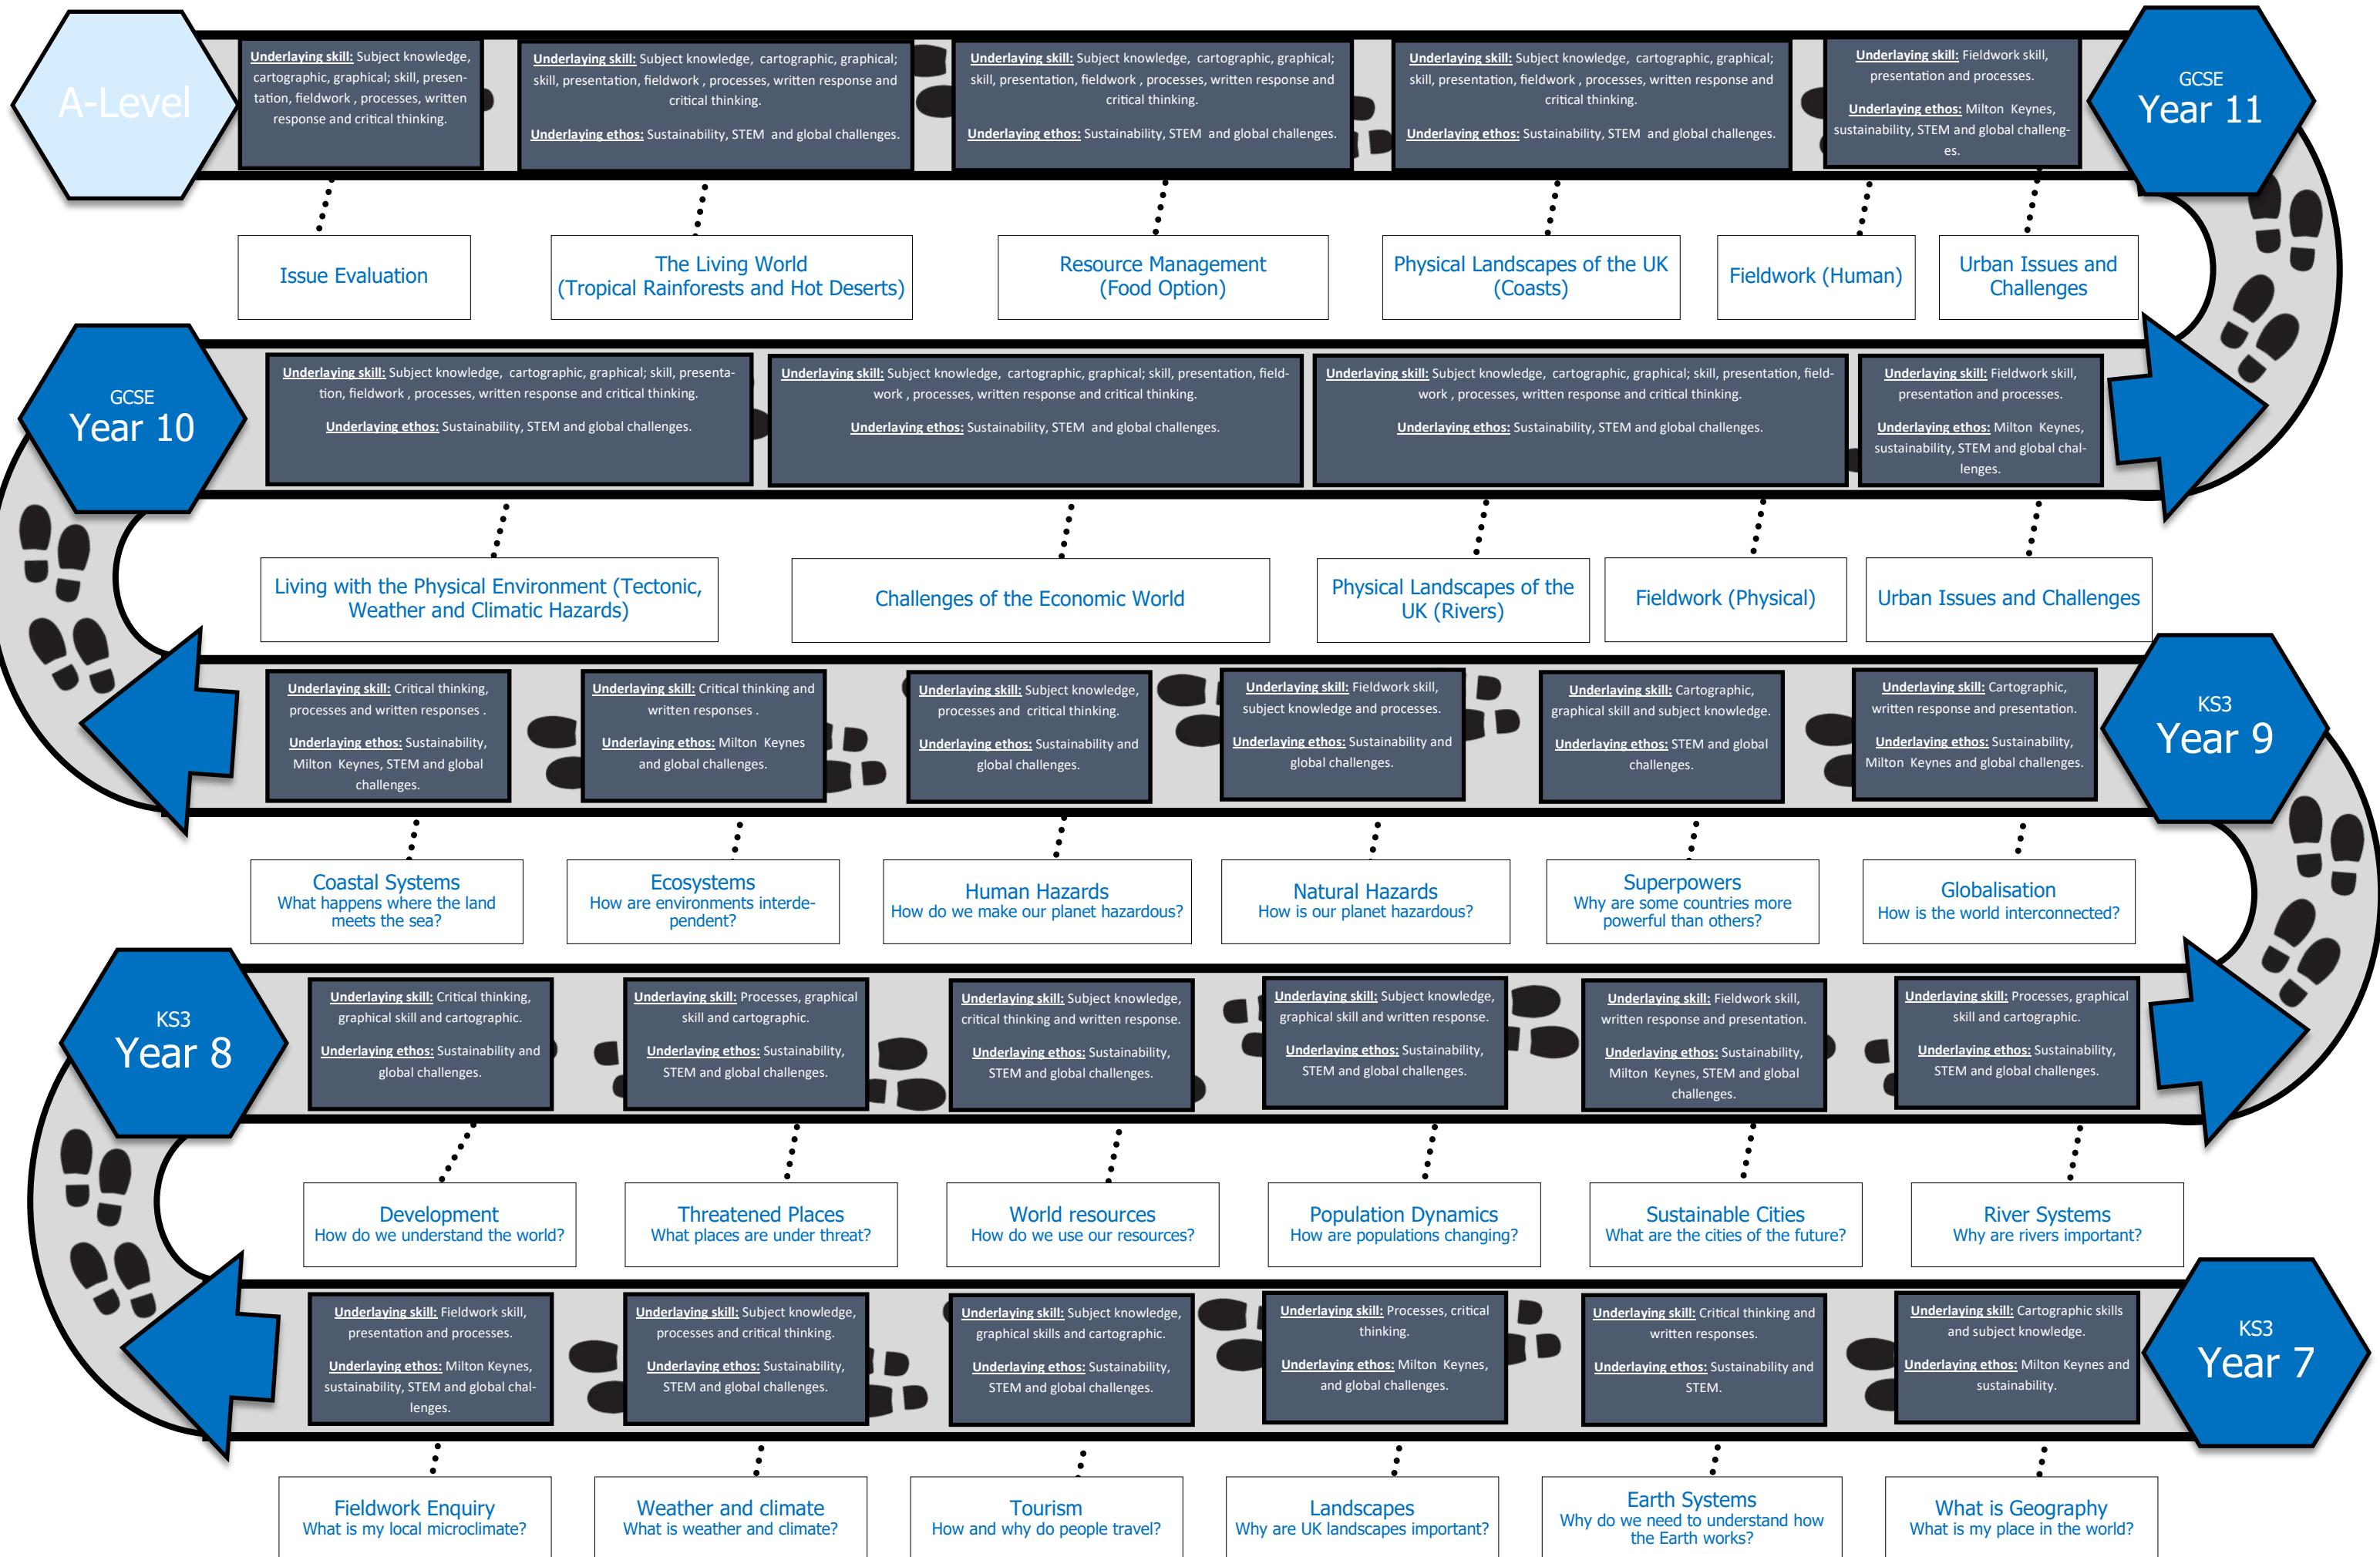 A-Level
Underlaying skill: Subject knowledge,
cartographic, graphical; skill, presen-
tation, fieldwork , processes, written
response and critical thinking.
Underlaying skill: Subject knowledge, cartographic, graphical;
skill, presentation, fieldwork , processes, written response and
critical thinking.
Underlaying ethos: Sustainability, STEM and global challenges.
Underlaying skill: Subject knowledge, cartographic, graphical;
skill, presentation, fieldwork , processes, written response and
critical thinking.
Underlaying ethos: Sustainability, STEM and global challenges.
Underlaying skill: Subject knowledge, cartographic, graphical;
skill, presentation, fieldwork , processes, written response and
critical thinking.
Underlaying ethos: Sustainability, STEM and global challenges.
Underlaying skill: Fieldwork skill,
presentation and processes.
Underlaying ethos: Milton Keynes,
sustainability, STEM and global challeng-
es.
GCSE
Year 11
Issue Evaluation
The Living World
(Tropical Rainforests and Hot Deserts)
Resource Management
(Food Option)
Physical Landscapes of the UK
(Coasts)
Fieldwork (Human)
Urban Issues and
Challenges
GCSE
Year 10
Underlaying skill: Subject knowledge, cartographic, graphical; skill, presenta-
tion, fieldwork , processes, written response and critical thinking.
Underlaying ethos: Sustainability, STEM and global challenges.
Underlaying skill: Subject knowledge, cartographic, graphical; skill, presentation, field-
work , processes, written response and critical thinking.
Underlaying ethos: Sustainability, STEM and global challenges.
Underlaying skill: Subject knowledge, cartographic, graphical; skill, presentation, field-
work , processes, written response and critical thinking.
Underlaying ethos: Sustainability, STEM and global challenges.
Underlaying skill: Fieldwork skill,
presentation and processes.
Underlaying ethos: Milton Keynes,
sustainability, STEM and global chal-
lenges.
Living with the Physical Environment (Tectonic,
Weather and Climatic Hazards)
Challenges of the Economic World
Physical Landscapes of the
UK (Rivers)
Fieldwork (Physical)
Urban Issues and Challenges
Underlaying skill: Critical thinking,
processes and written responses .
Underlaying ethos: Sustainability,
Milton Keynes, STEM and global
challenges.
Underlaying skill: Critical thinking and
written responses .
Underlaying ethos: Milton Keynes
and global challenges.
Underlaying skill: Subject knowledge,
processes and critical thinking.
Underlaying ethos: Sustainability and
global challenges.
Underlaying skill: Fieldwork skill,
subject knowledge and processes.
Underlaying ethos: Sustainability and
global challenges.
Underlaying skill: Cartographic,
graphical skill and subject knowledge.
Underlaying ethos: STEM and global
challenges.
Underlaying skill: Cartographic,
written response and presentation.
Underlaying ethos: Sustainability,
Milton Keynes and global challenges.
KS3
Year 9
Coastal Systems
What happens where the land
meets the sea?
Ecosystems
How are environments interde-
pendent?
Human Hazards
How do we make our planet hazardous?
Natural Hazards
How is our planet hazardous?
Superpowers
Why are some countries more
powerful than others?
Globalisation
How is the world interconnected?
KS3
Year 8
Underlaying skill: Critical thinking,
graphical skill and cartographic.
Underlaying ethos: Sustainability and
global challenges.
Underlaying skill: Processes, graphical
skill and cartographic.
Underlaying ethos: Sustainability,
STEM and global challenges.
Underlaying skill: Subject knowledge,
critical thinking and written response.
Underlaying ethos: Sustainability,
STEM and global challenges.
Underlaying skill: Subject knowledge,
graphical skill and written response.
Underlaying ethos: Sustainability,
STEM and global challenges.
Underlaying skill: Fieldwork skill,
written response and presentation.
Underlaying ethos: Sustainability,
Milton Keynes, STEM and global
challenges.
Underlaying skill: Processes, graphical
skill and cartographic.
Underlaying ethos: Sustainability,
STEM and global challenges.
Development
How do we understand the world?
Threatened Places
What places are under threat?
World resources
How do we use our resources?
Population Dynamics
How are populations changing?
Sustainable Cities
What are the cities of the future?
River Systems
Why are rivers important?
Underlaying skill: Fieldwork skill,
presentation and processes.
Underlaying ethos: Milton Keynes,
sustainability, STEM and global chal-
lenges.
Underlaying skill: Subject knowledge,
processes and critical thinking.
Underlaying ethos: Sustainability,
STEM and global challenges.
Underlaying skill: Subject knowledge,
graphical skills and cartographic.
Underlaying ethos: Sustainability,
STEM and global challenges.
Underlaying skill: Processes, critical
thinking.
Underlaying ethos: Milton Keynes,
and global challenges.
Underlaying skill: Critical thinking and
written responses.
Underlaying ethos: Sustainability and
STEM.
Underlaying skill: Cartographic skills
and subject knowledge.
Underlaying ethos: Milton Keynes and
sustainability.
KS3
Year 7
Fieldwork Enquiry
What is my local microclimate?
Weather and climate
What is weather and climate?
Tourism
How and why do people travel?
Landscapes
Why are UK landscapes important?
Earth Systems
Why do we need to understand how
the Earth works?
What is Geography
What is my place in the world?